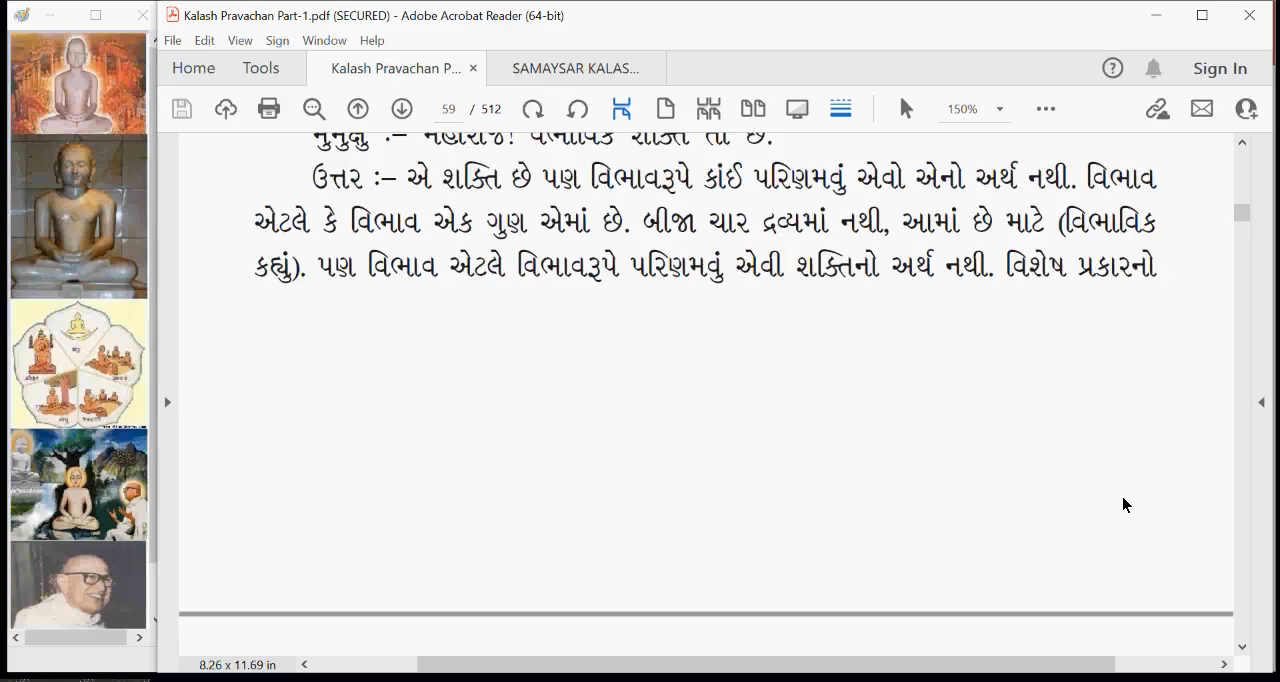 Kalash Pravachan Part-1.pdf (SECURED) - Adobe Acrobat Reader (64-bit)
File Edit View Sign Window Help
Home Tools Kalash Pravachan P... × SAMAYSAR KALAS... Sign In
59 / 512 150%
મુમુક્ષુ :– મહારાજ! વૈભાવિક શક્તિ તો છે.
ઉત્તર :– એ શક્તિ છે પણ વિભાવરૂપે કાંઈ પરિણમવું એવો એનો અર્થ નથી. વિભાવ
એટલે કે વિભાવ એક ગુણ એમાં છે. બીજા ચાર દ્રવ્યમાં નથી, આમાં છે માટે (વિભાવિક
કહ્યું). પણ વિભાવ એટલે વિભાવરૂપે પરિણમવું એવી શક્તિનો અર્થ નથી. વિશેષ પ્રકારનો
8.26 x 11.69 in